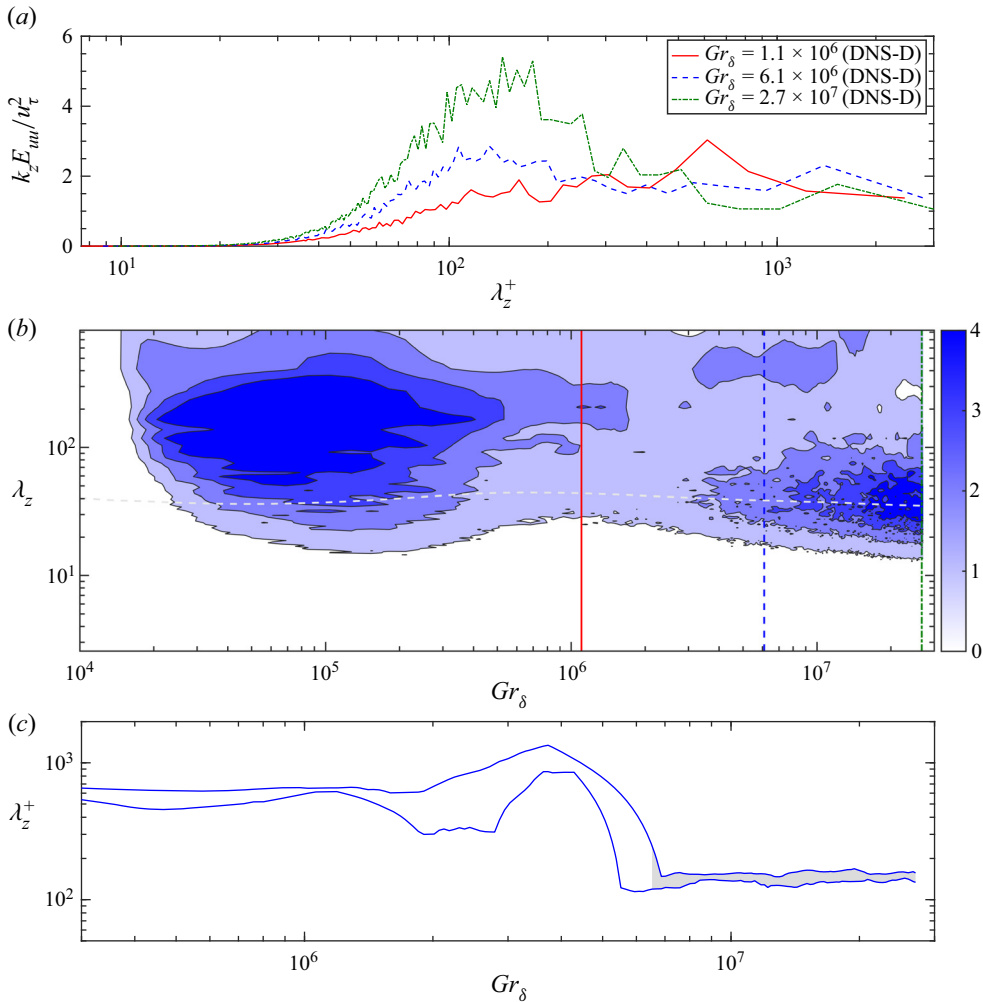 (a)
6
4
2
0
k_z E_uu/u_τ^2
Gr_δ = 1.1 × 10^6 (DNS-D)
Gr_δ = 6.1 × 10^6 (DNS-D)
Gr_δ = 2.7 × 10^7 (DNS-D)
10^1 10^2 10^3
λ_z^+
(b)
10^2
λ_z
10^1
10^4 10^5 10^6 10^7
Gr_δ
4
3
2
1
0
(c)
10^3
λ_z^+
10^2
10^6 10^7
Gr_δ